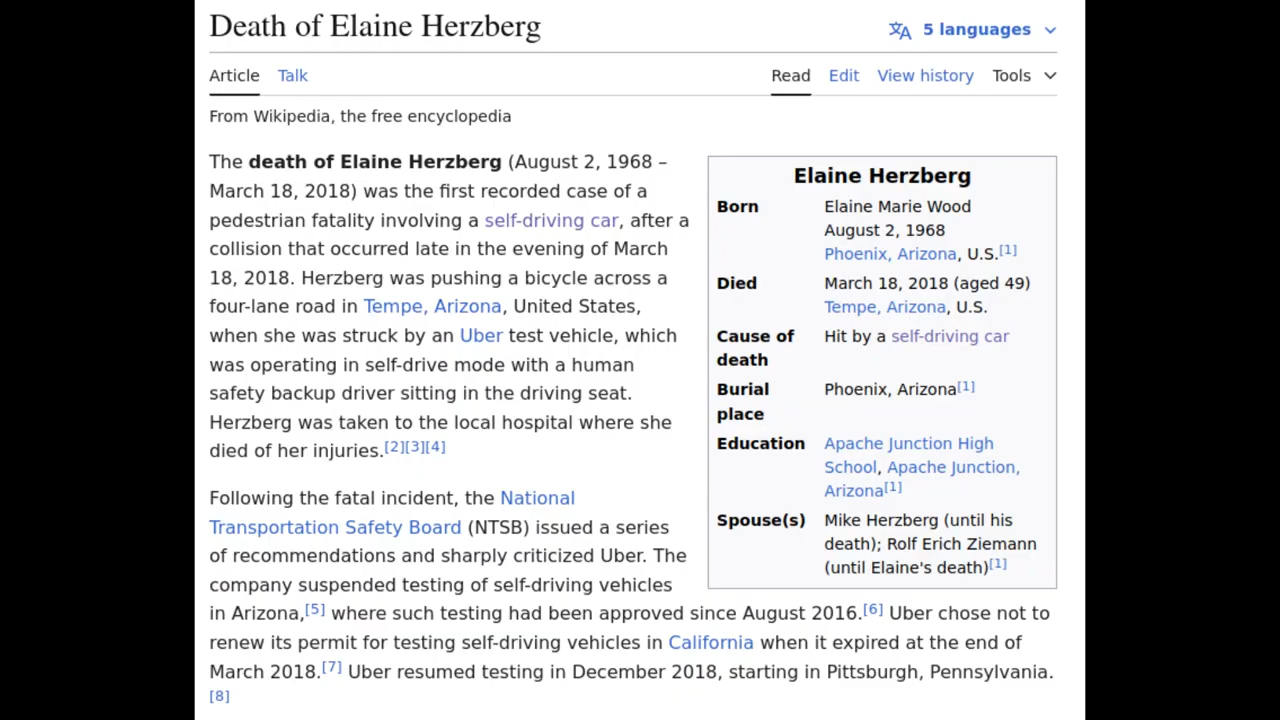 Death of Elaine Herzberg
5 languages
Article Talk
Read Edit View history Tools
From Wikipedia, the free encyclopedia
The death of Elaine Herzberg (August 2, 1968 –
March 18, 2018) was the first recorded case of a
pedestrian fatality involving a self-driving car, after a
collision that occurred late in the evening of March
18, 2018. Herzberg was pushing a bicycle across a
four-lane road in Tempe, Arizona, United States,
when she was struck by an Uber test vehicle, which
was operating in self-drive mode with a human
safety backup driver sitting in the driving seat.
Herzberg was taken to the local hospital where she
died of her injuries.[2][3][4]
Elaine Herzberg
Born Elaine Marie Wood
August 2, 1968
Phoenix, Arizona, U.S.[1]
Died March 18, 2018 (aged 49)
Tempe, Arizona, U.S.
Cause of Hit by a self-driving car
death
Burial Phoenix, Arizona[1]
place
Education Apache Junction High
School, Apache Junction,
Arizona[1]
Spouse(s) Mike Herzberg (until his
death); Rolf Erich Ziemann
(until Elaine's death)[1]
Following the fatal incident, the National
Transportation Safety Board (NTSB) issued a series
of recommendations and sharply criticized Uber. The
company suspended testing of self-driving vehicles
in Arizona,[5] where such testing had been approved since August 2016.[6] Uber chose not to
renew its permit for testing self-driving vehicles in California when it expired at the end of
March 2018.[7] Uber resumed testing in December 2018, starting in Pittsburgh, Pennsylvania.
[8]